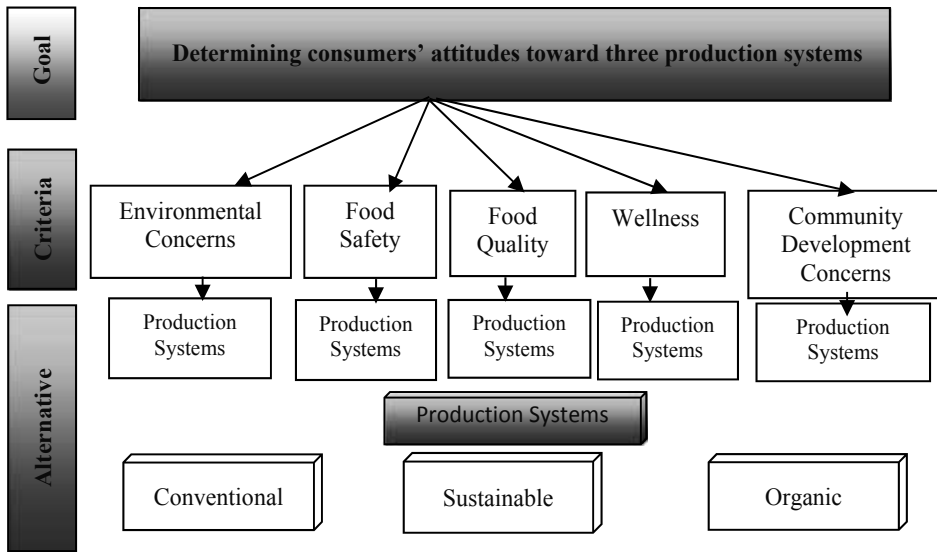 Goal
Determining consumers' attitudes toward three production systems
Criteria
Environmental
Concerns
Food
Safety
Food
Quality
Wellness
Community
Development
Concerns
Alternative
Production
Systems
Production
Systems
Production
Systems
Production
Systems
Production
Systems
Production Systems
Conventional
Sustainable
Organic